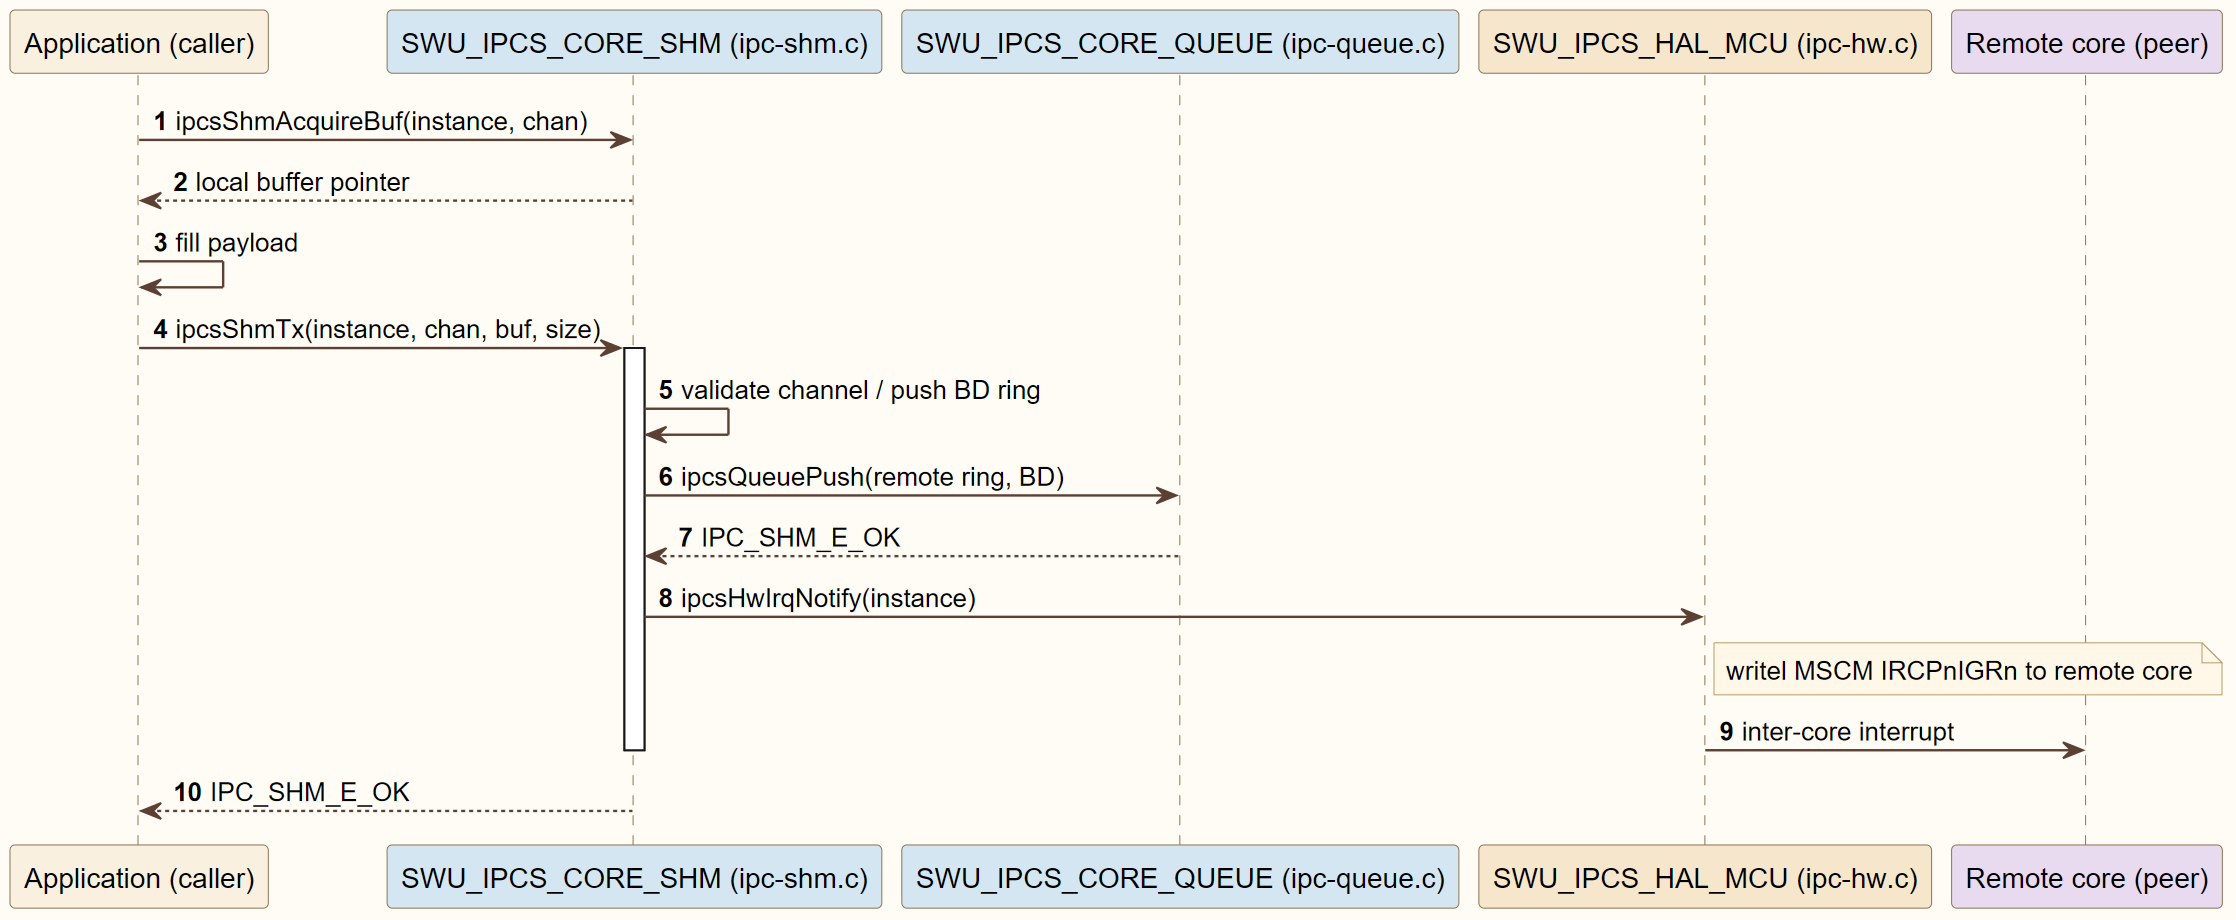 Application (caller)
SWU_IPCS_CORE_SHM (ipc-shm.c)
SWU_IPCS_CORE_QUEUE (ipc-queue.c)
SWU_IPCS_HAL_MCU (ipc-hw.c)
Remote core (peer)
1 ipcsShmAcquireBuf(instance, chan)
2 local buffer pointer
3 fill payload
4 ipcsShmTx(instance, chan, buf, size)
5 validate channel / push BD ring
6 ipcsQueuePush(remote ring, BD)
7 IPC_SHM_E_OK
8 ipcsHwIrqNotify(instance)
writel MSCM IRCPnIGRn to remote core
9 inter-core interrupt
10 IPC_SHM_E_OK
Application (caller)
SWU_IPCS_CORE_SHM (ipc-shm.c)
SWU_IPCS_CORE_QUEUE (ipc-queue.c)
SWU_IPCS_HAL_MCU (ipc-hw.c)
Remote core (peer)